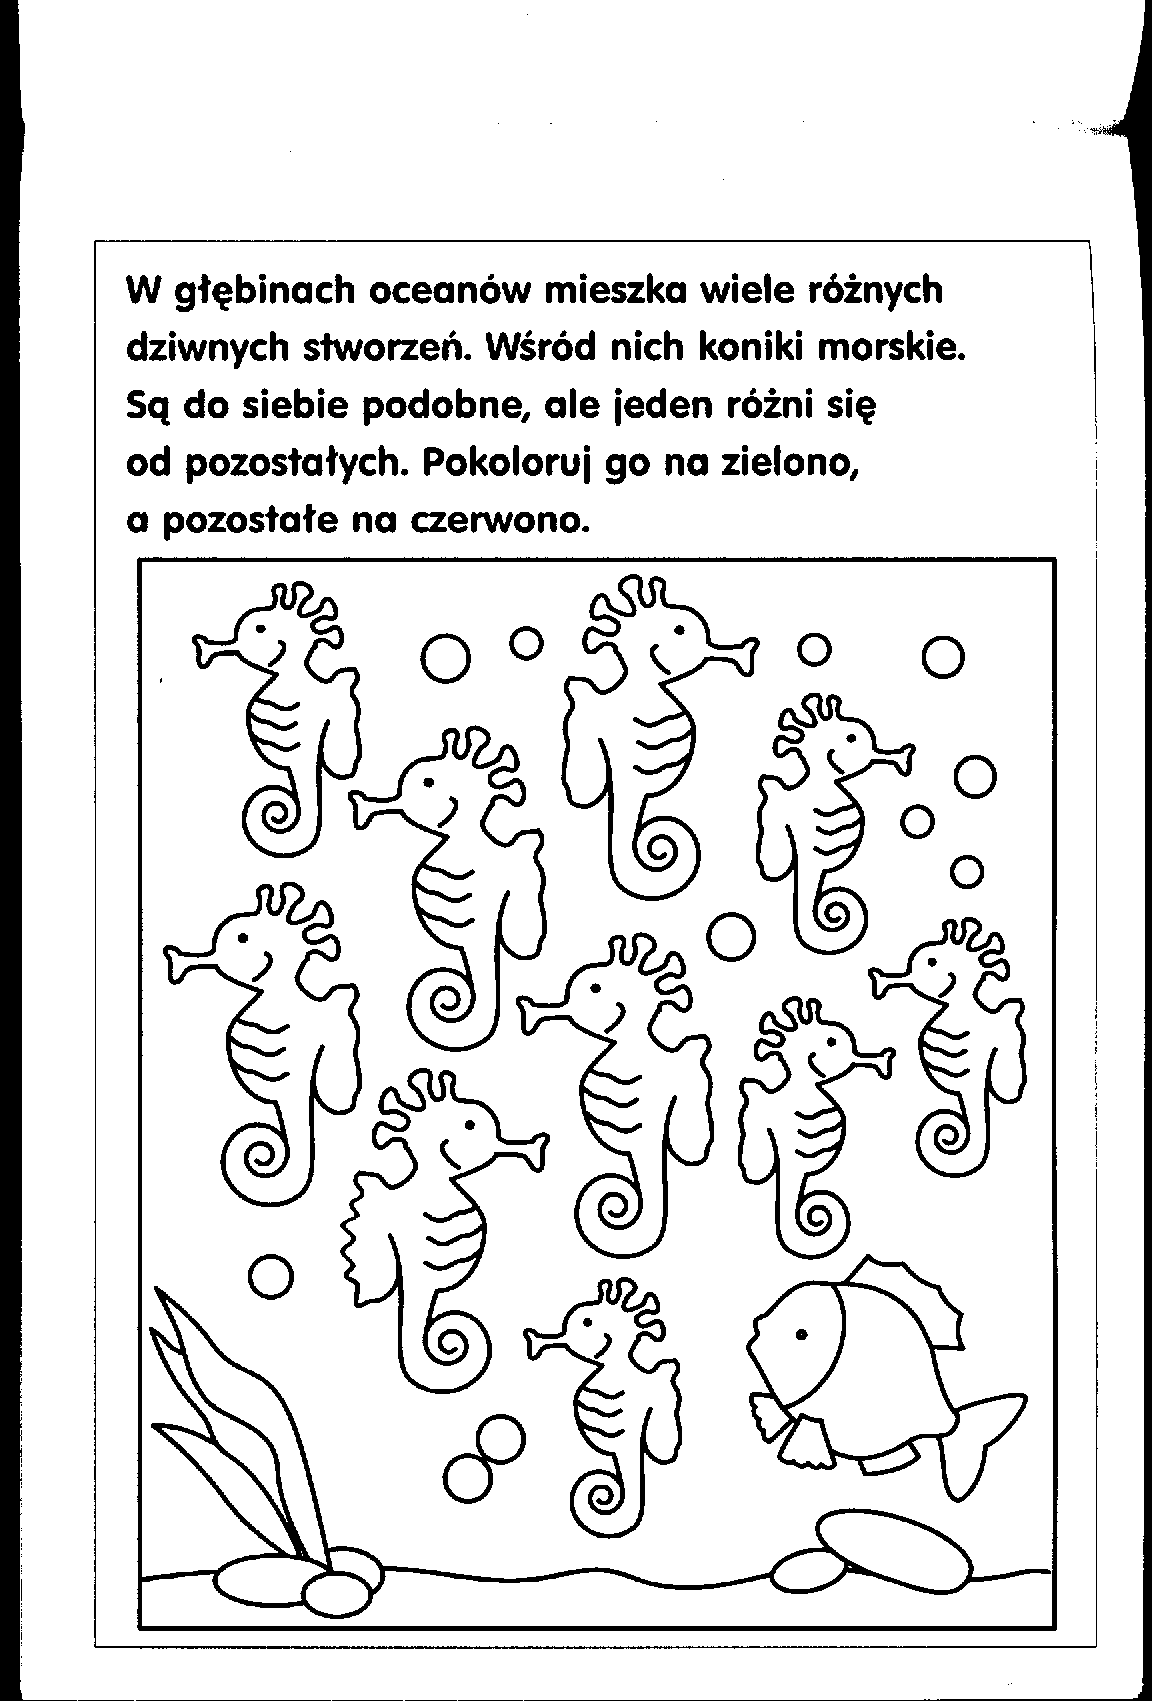 W głębinach oceanów mieszka wiele różnych
dziwnych stworzeń. Wśród nich koniki morskie.
Są do siebie podobne, ale jeden różni się
od pozostałych. Pokoloruj go na zielono,
a pozostałe na czerwono.